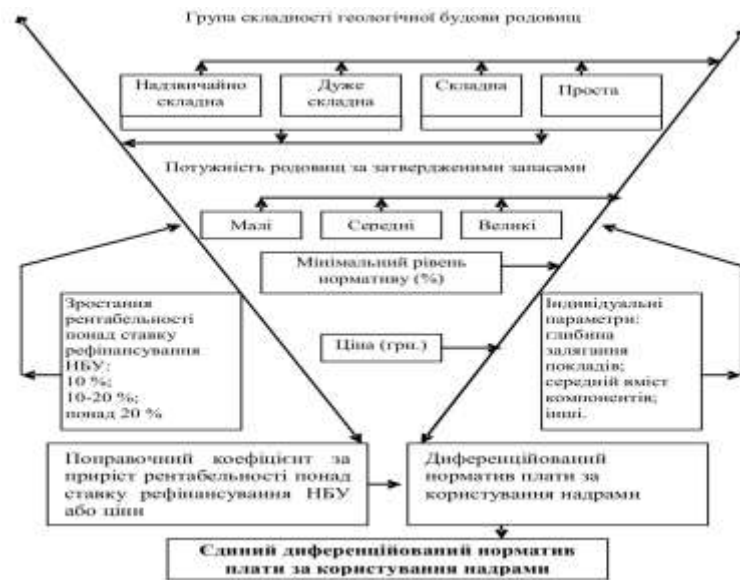 Група складності геологічної будови родовищ
Надзвичайно
складна
Дуже
складна
Складна
Проста
Потужність родовищ за затвердженими запасами
Малі
Середні
Великі
Мінімальний рівень
нормативу (%)
Зростання
рентабельності
понад ставку
рефінансування
НБУ:
10 %;
10-20 %;
понад 20 %
Ціна (грн.)
Індивідуальні
параметри:
глибина
залягання
покладів;
середній вміст
компонентів;
інші.
Поправочний коефіцієнт за
приріст рентабельності понад
ставку рефінансування НБУ
або ціни
Диференційований
норматив плати за
користування надрами
Єдиний диференційований норматив
плати за користування надрами